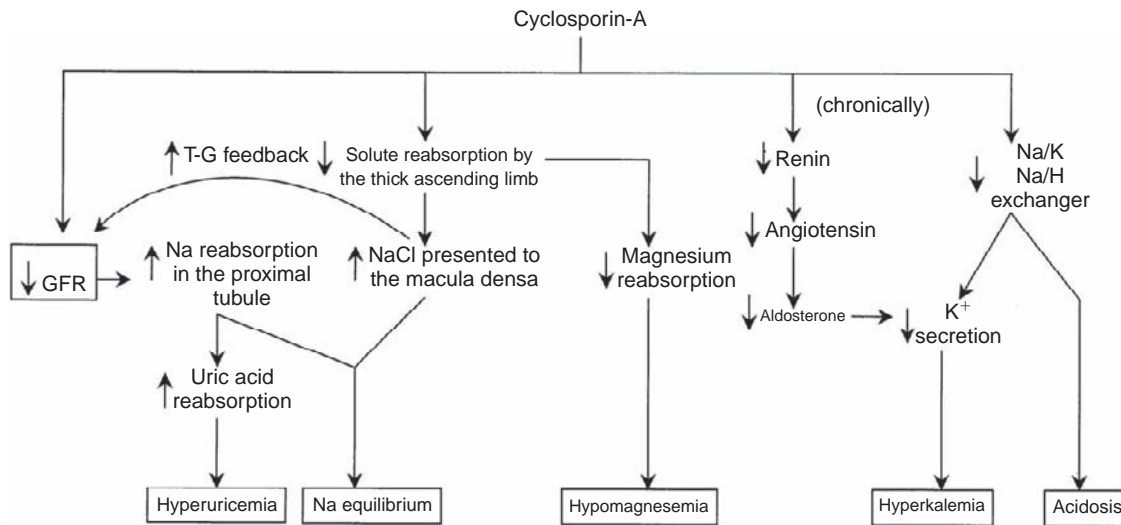 Cyclosporin-A
(chronically)
T-G feedback
Solute reabsorption by
the thick ascending limb
Renin
Na/K
Na/H
exchanger
Angiotensin
GFR
Na reabsorption
in the proximal
tubule
NaCl presented to
the macula densa
Magnesium
reabsorption
Aldosterone
K+
secretion
Uric acid
reabsorption
Hyperuricemia
Na equilibrium
Hypomagnesemia
Hyperkalemia
Acidosis